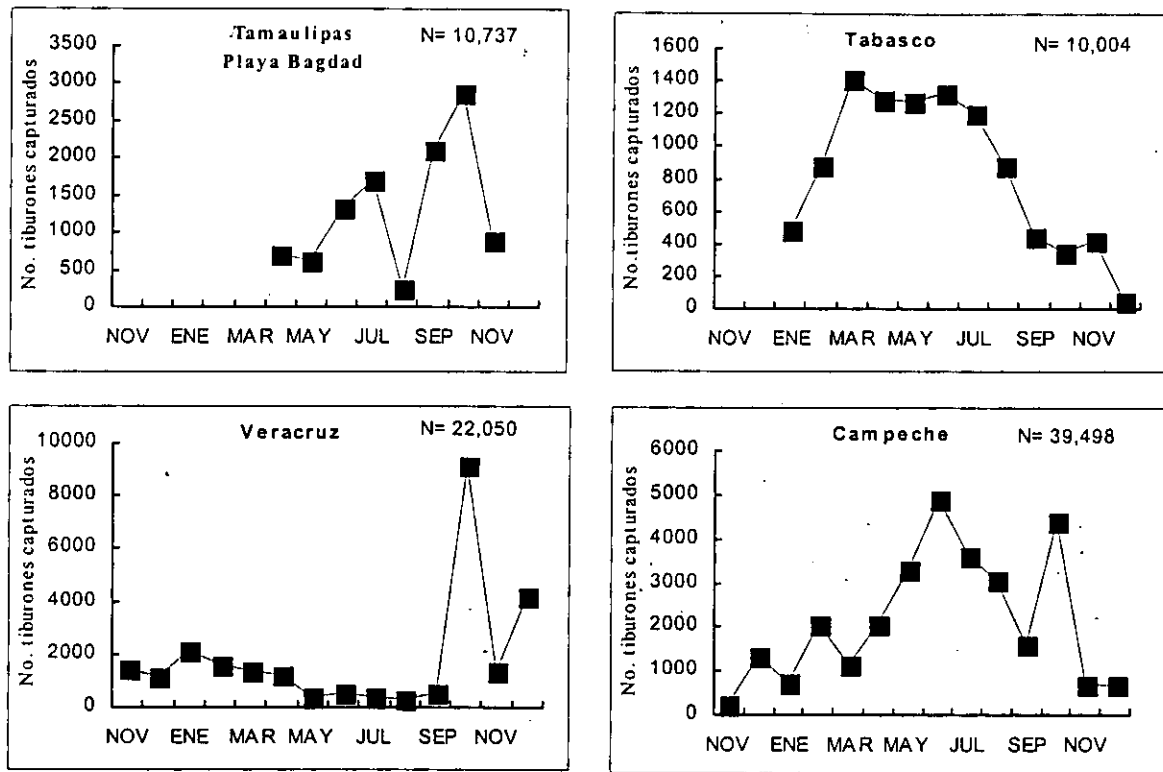 Tamaulipas
Playa Bagdad
N= 10,737
No. tiburones capturados
3500
3000
2500
2000
1500
1000
500
0
NOV ENE MAR MAY JUL SEP NOV
Tabasco
N= 10,004
No.tiburones capturados
1600
1400
1200
1000
800
600
400
200
0
NOV ENE MAR MAY JUL SEP NOV
Veracruz
N= 22,050
No. tiburones capturados
10000
8000
6000
4000
2000
0
NOV ENE MAR MAY JUL SEP NOV
Campeche
N= 39,498
No. tiburones capturados
6000
5000
4000
3000
2000
1000
0
NOV ENE MAR MAY JUL SEP NOV